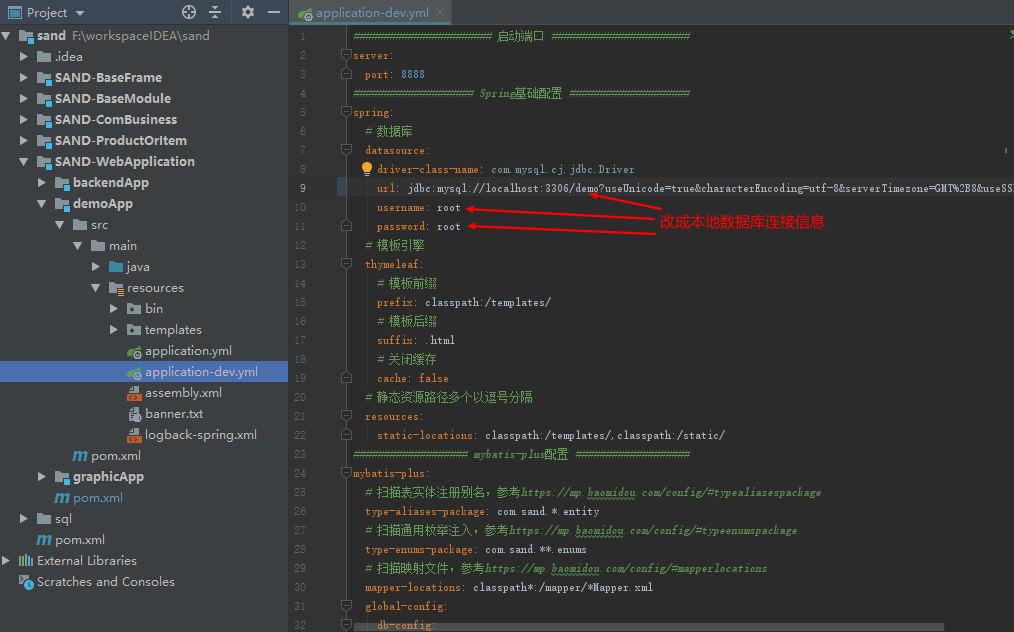 Project
sand F:\workspaceIDEA\sand
.idea
SAND-BaseFrame
SAND-BaseModule
SAND-ComBusiness
SAND-ProductOrItem
SAND-WebApplication
backendApp
demoApp
src
main
java
resources
bin
templates
application.yml
application-dev.yml
assembly.xml
banner.txt
logback-spring.xml
pom.xml
graphicApp
pom.xml
sql
pom.xml
External Libraries
Scratches and Consoles
application-dev.yml
1 ####################### 启动端口 #######################
2 server:
3 port: 8888
4 #################### Spring基础配置 ####################
5 spring:
6 # 数据库
7 datasource:
8 driver-class-name: com.mysql.cj.jdbc.Driver
9 url: jdbc:mysql://localhost:3306/demo?useUnicode=true&characterEncoding=utf-8&serverTimezone=GMT%2B8&useSS
10 username: root
改成本地数据库连接信息
11 password: root
12 # 模板引擎
13 thymeleaf:
14 # 模板前缀
15 prefix: classpath:/templates/
16 # 模板后缀
17 suffix: .html
18 # 关闭缓存
19 cache: false
20 # 静态资源路径多个以逗号分隔
21 resources:
22 static-locations: classpath:/templates/,classpath:/static/
23 ################### mybatis-plus配置 ###################
24 mybatis-plus:
25 # 扫描表实体注册别名，参考https://mp.baomidou.com/config/#typealiasespackage
26 type-aliases-package: com.sand.*.entity
27 # 扫描通用枚举注入，参考https://mp.baomidou.com/config/#typeenumspackage
28 type-enums-package: com.sand.**.enums
29 # 扫描映射文件，参考https://mp.baomidou.com/config/#mapperlocations
30 mapper-locations: classpath*:/mapper/*Mapper.xml
31 global-config:
32 db-config: